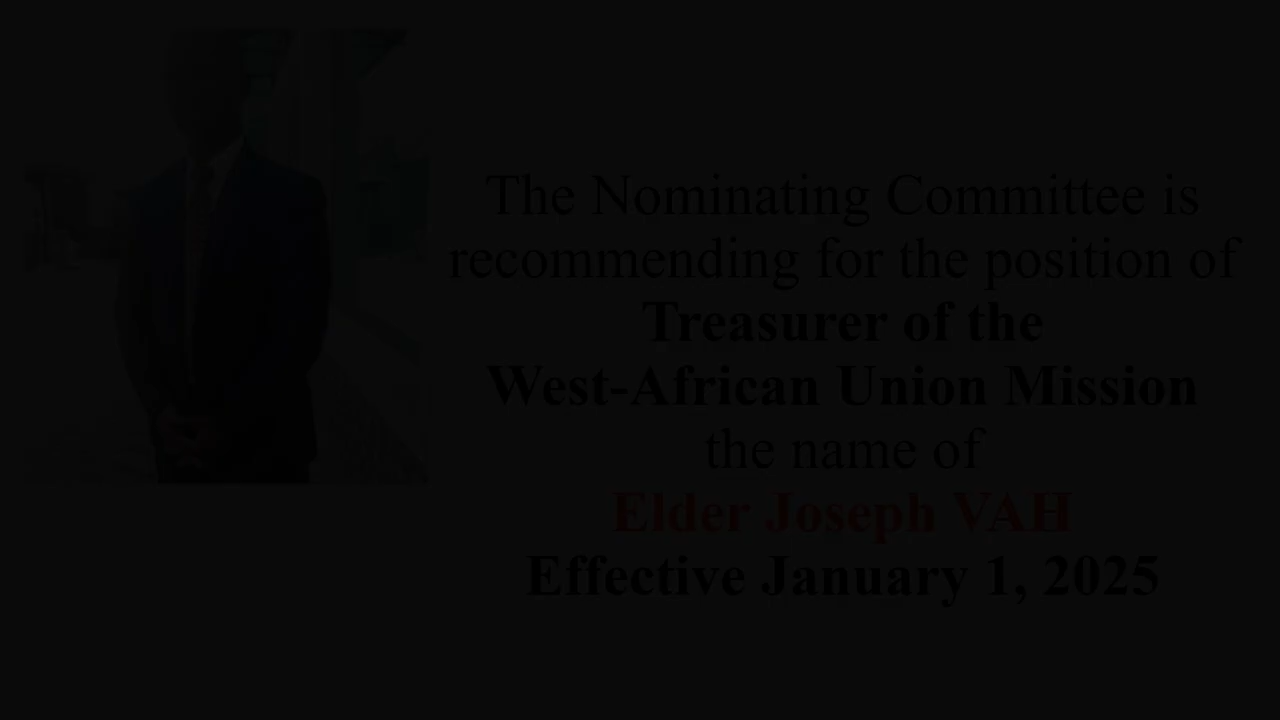 The Nominating Committee is
recommending for the position of
Treasurer of the
West-African Union Mission
the name of
Elder Joseph VAH
Effective January 1, 2025